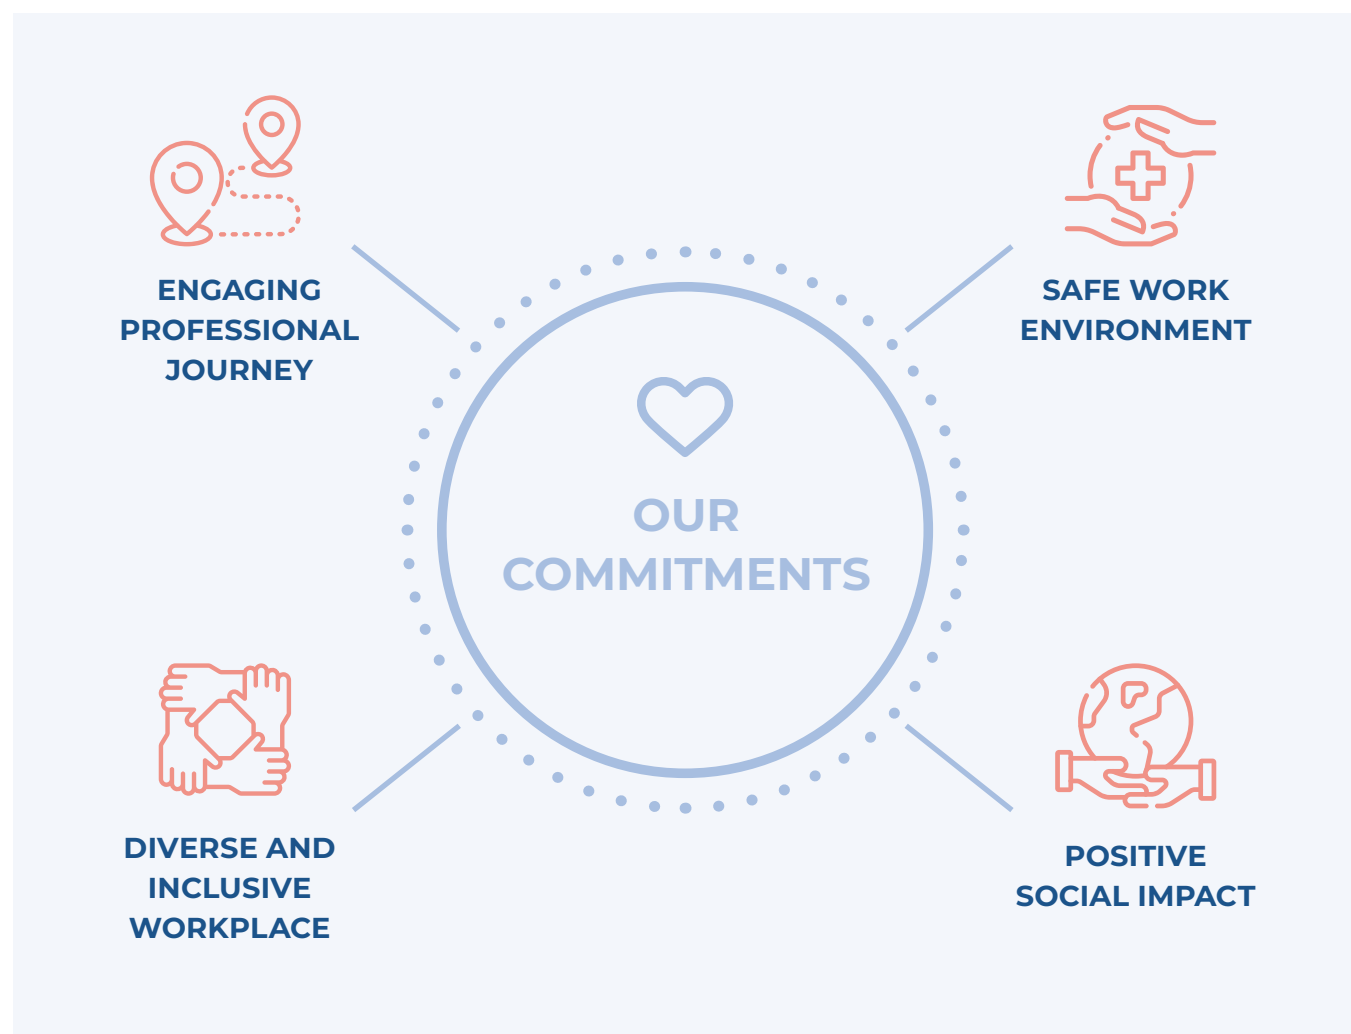 ENGAGING
PROFESSIONAL
JOURNEY
SAFE WORK
ENVIRONMENT
OUR
COMMITMENTS
DIVERSE AND
INCLUSIVE
WORKPLACE
POSITIVE
SOCIAL IMPACT